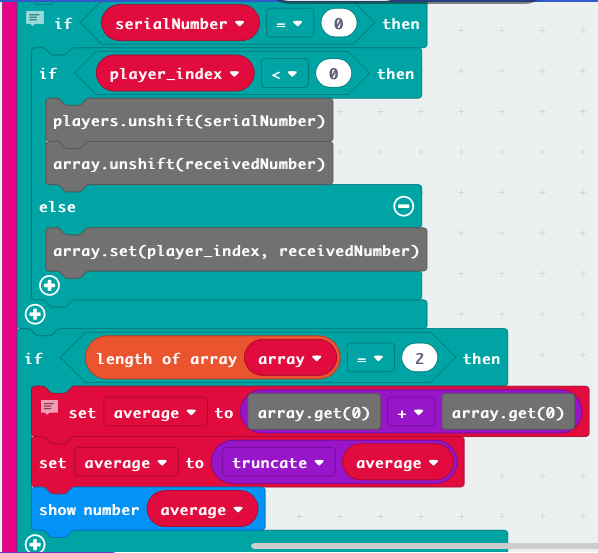 if serialNumber = 0 then
if player_index < 0 then
players.unshift(serialNumber)
array.unshift(receivedNumber)
else
array.set(player_index, receivedNumber)
if length of array array = 2 then
set average to array.get(0) + array.get(0)
set average to truncate average
show number average